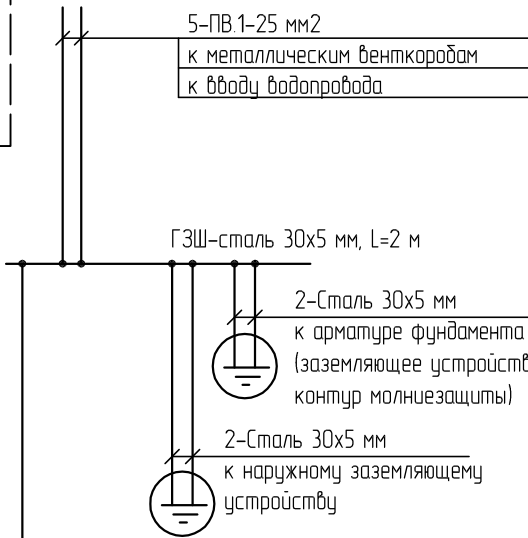 5-ПВ.1-25 мм2
к металлическим венткоробам
к вводу водопровода
ГЗШ-сталь 30х5 мм, L=2 м
2-Сталь 30х5 мм
к арматуре фундамента
(заземляющее устройств
контур молниезащиты)
2-Сталь 30х5 мм
к наружному заземляющему
устройству